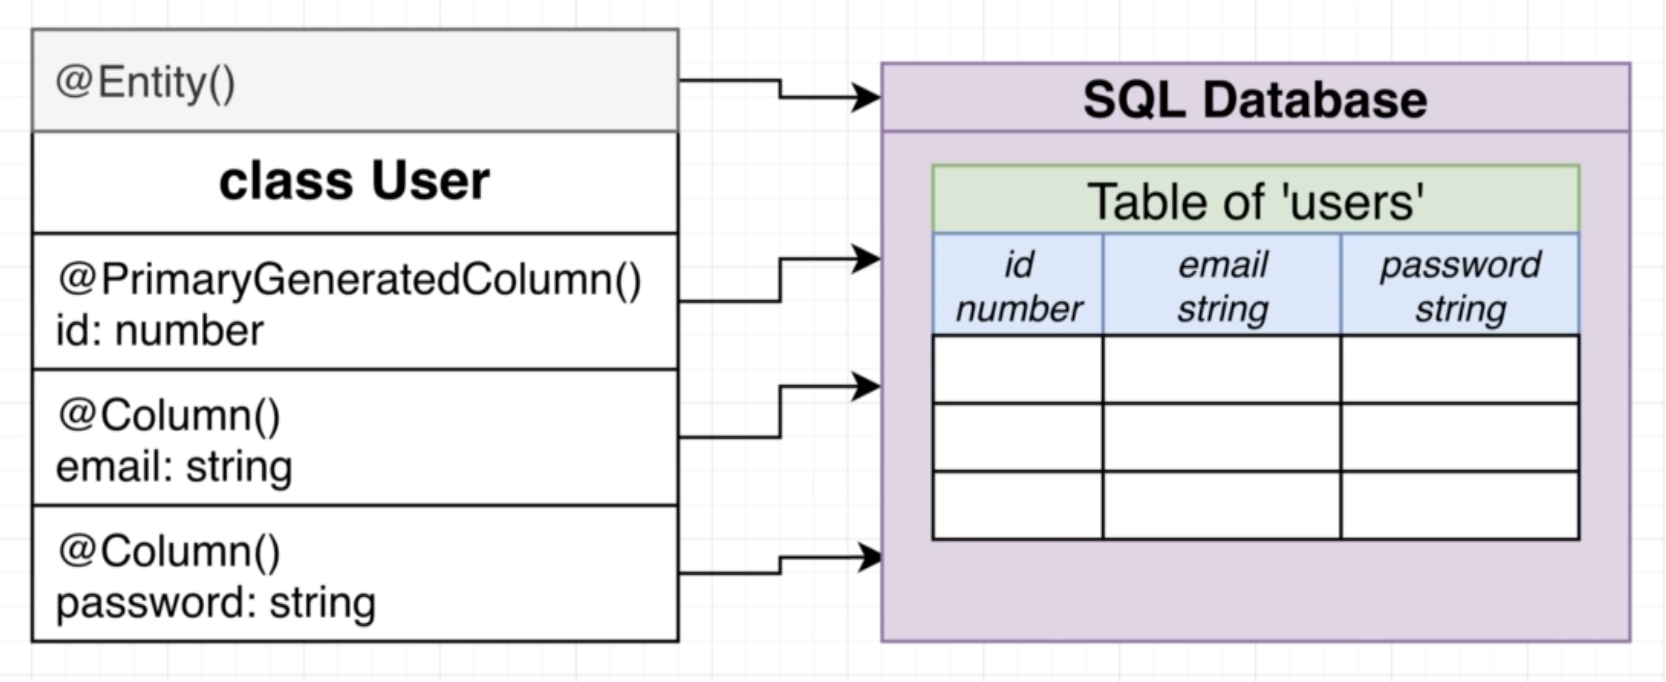 @Entity()
class User
@PrimaryGeneratedColumn()
id: number
@Column()
email: string
@Column()
password: string
SQL Database
Table of 'users'
id
number
email
string
password
string